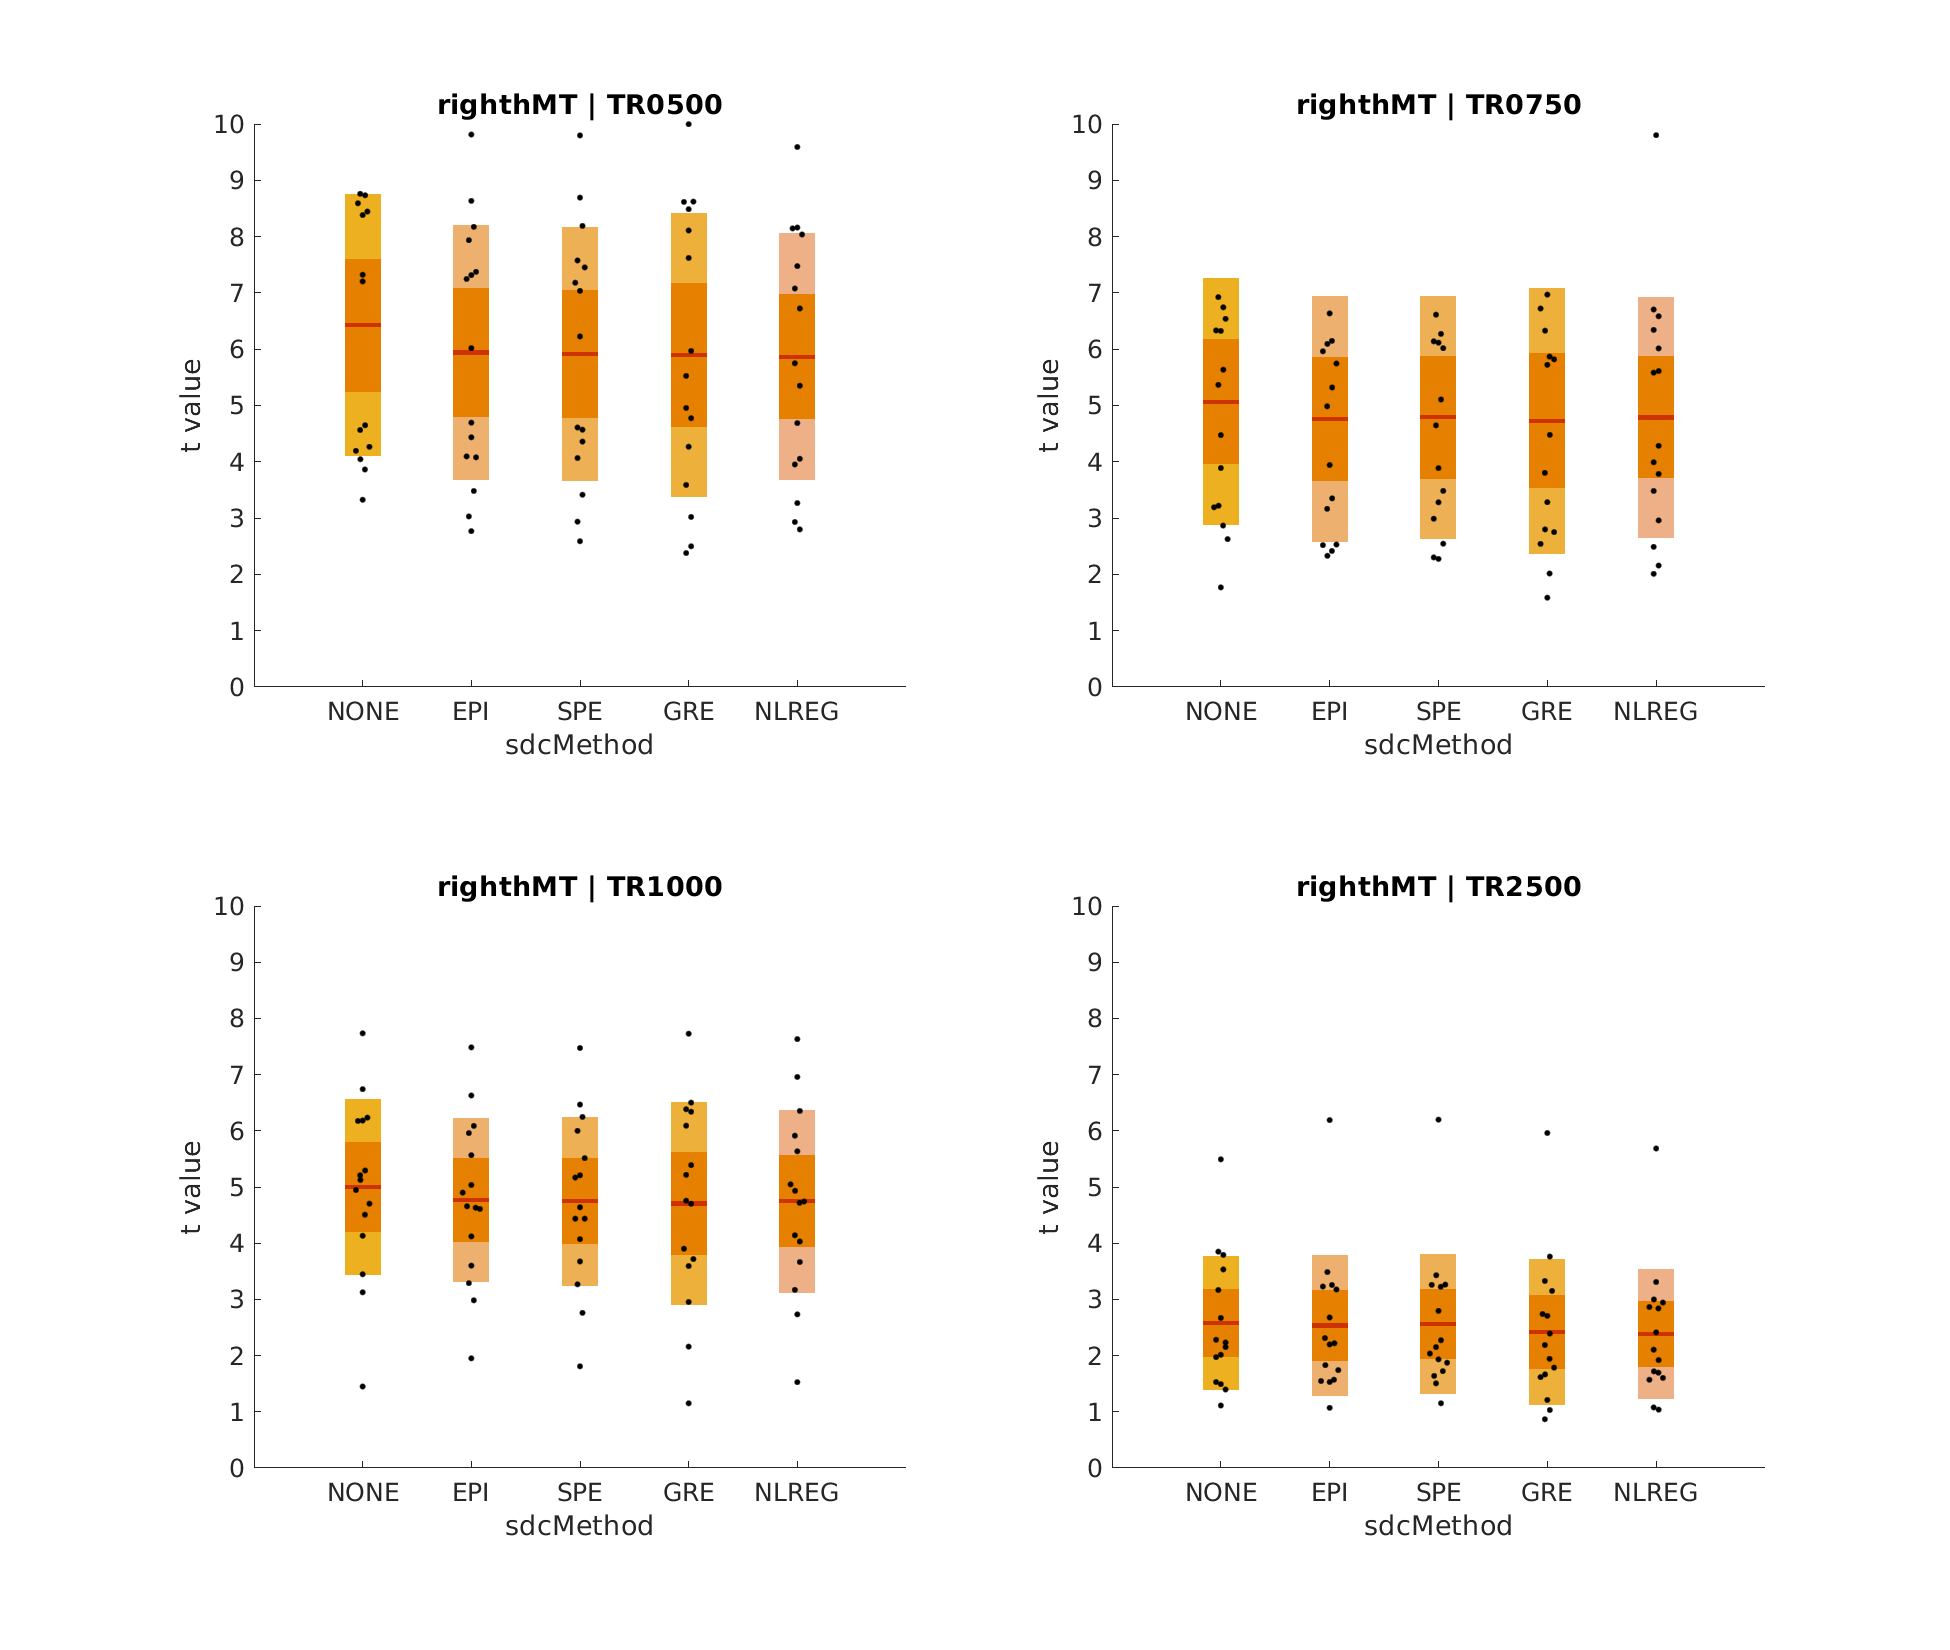 righthMT | TR0500
10
9
8
7
6
5
4
3
2
1
0
t value
NONE EPI SPE GRE NLREG
sdcMethod
righthMT | TR0750
10
9
8
7
6
5
4
3
2
1
0
t value
NONE EPI SPE GRE NLREG
sdcMethod
righthMT | TR1000
10
9
8
7
6
5
4
3
2
1
0
t value
NONE EPI SPE GRE NLREG
sdcMethod
righthMT | TR2500
10
9
8
7
6
5
4
3
2
1
0
t value
NONE EPI SPE GRE NLREG
sdcMethod